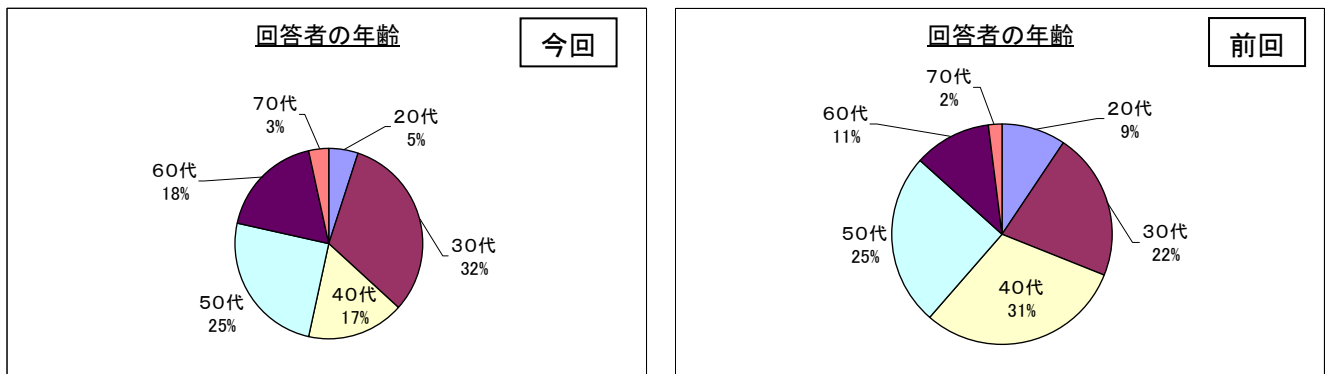 回答者の年齢
今回
70代
3%
20代
5%
60代
18%
30代
32%
50代
25%
40代
17%
回答者の年齢
前回
70代
2%
20代
9%
60代
11%
30代
22%
50代
25%
40代
31%